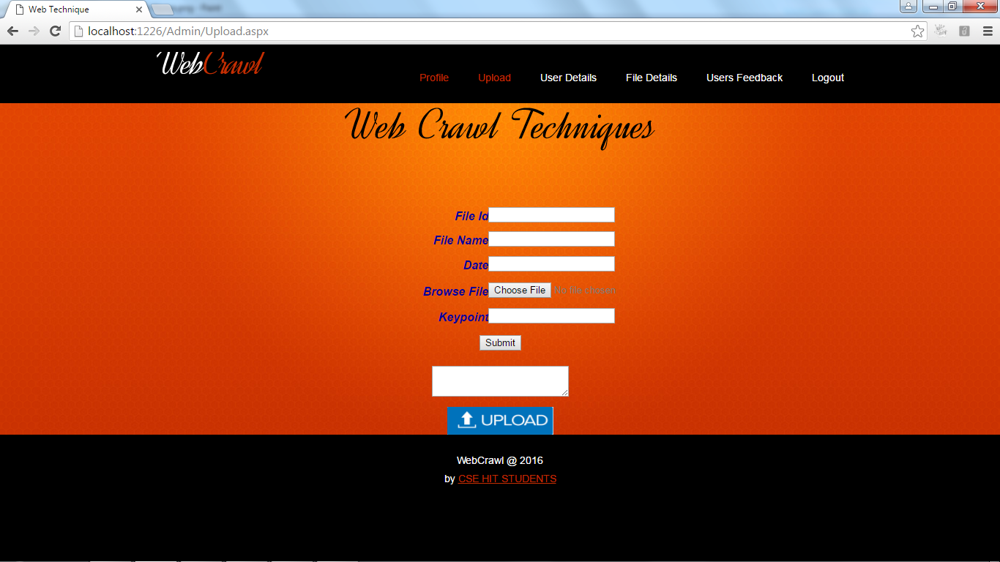 Web Technique
localhost:1226/Admin/Upload.aspx
WebCrawl
Profile Upload User Details File Details Users Feedback Logout
Web Crawl Techniques
File Id
File Name
Date
Browse File Choose File No file chosen
Keypoint
Submit
UPLOAD
WebCrawl @ 2016
by CSE HIT STUDENTS